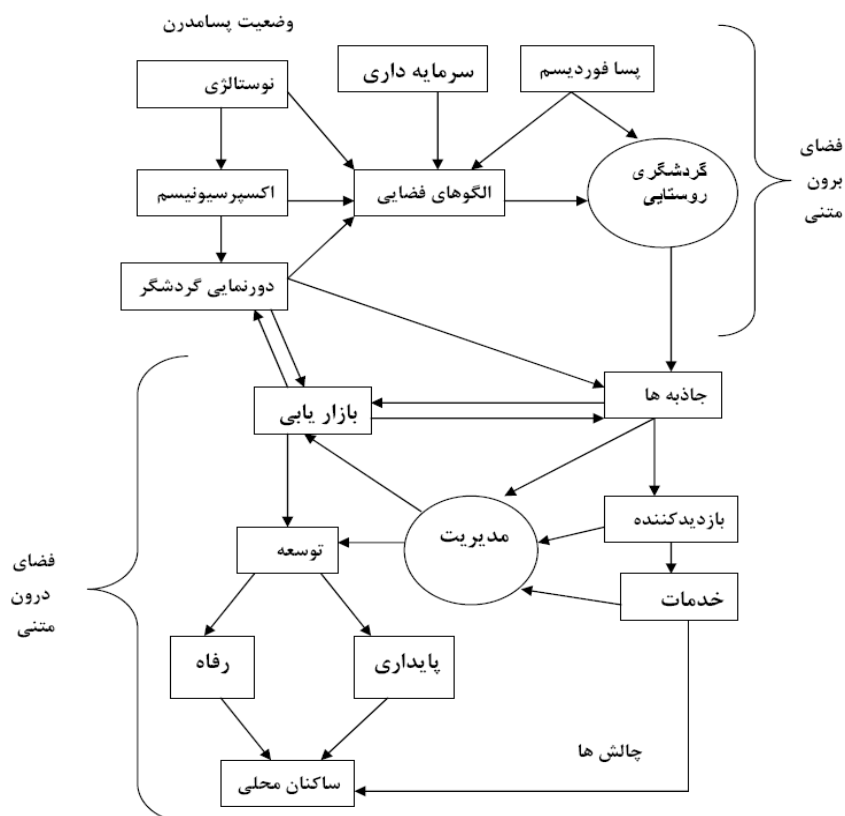 وضعیت پسامدرن
پسا فوردیسم
سرمایه داری
نوستالژی
فضای
برون
متنی
گردشگری
روستایی
الگوهای فضایی
اکسپرسیونیسم
دورنمایی گردشگر
جاذبه ها
بازار یابی
بازدیدکننده
مدیریت
توسعه
فضای
درون
متنی
خدمات
پایداری
رفاه
چالش ها
ساکنان محلی